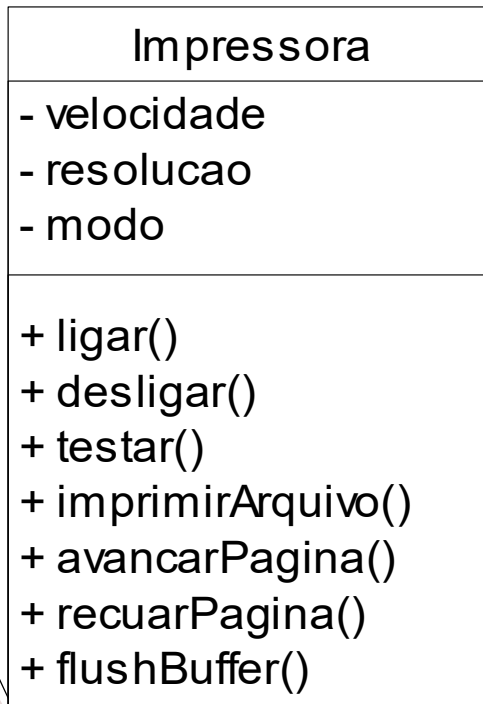 Impressora
- velocidade
- resolucao
- modo
+ ligar()
+ desligar()
+ testar()
+ imprimirArquivo()
+ avancarPagina()
+ recuarPagina()
+ flushBuffer()